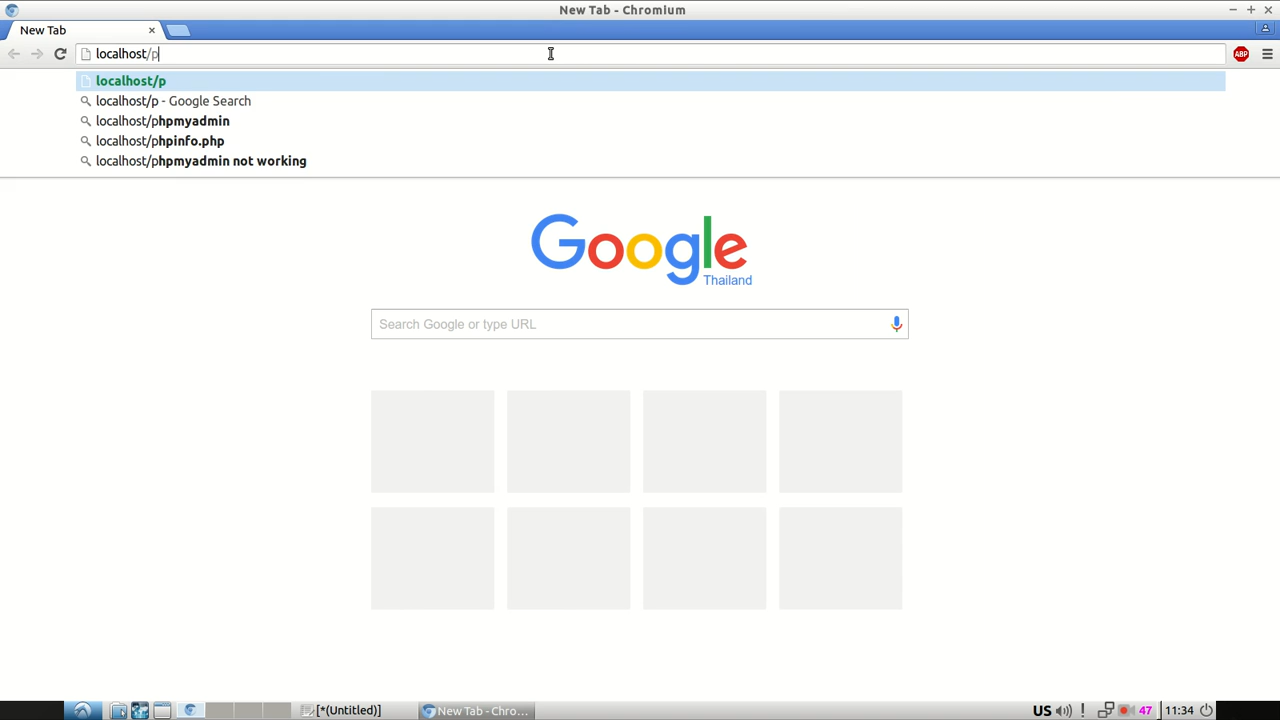 New Tab - Chromium
New Tab
localhost/p
ABP
localhost/p
localhost/p - Google Search
localhost/phpmyadmin
localhost/phpinfo.php
localhost/phpmyadmin not working
Google
Thailand
Search Google or type URL
[*(Untitled)]
New Tab - Chro...
US
47
11:34